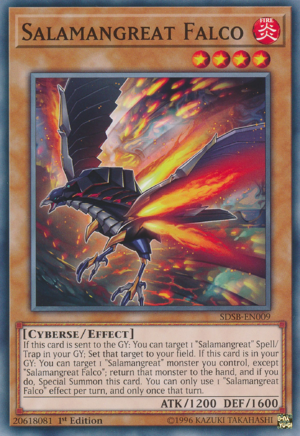 Salamangreat Falco
FIRE
炎
SDSB-EN009
[Cyberse/Effect]
If this card is sent to the GY: You can target 1 "Salamangreat" Spell/
Trap in your GY; Set that target to your field. If this card is in your
GY: You can target 1 "Salamangreat" monster you control, except
"Salamangreat Falco"; return that monster to the hand, and if you
do, Special Summon this card. You can only use 1 "Salamangreat
Falco" effect per turn, and only once that turn.
ATK/1200 DEF/1600
20618081 1st Edition ©1996 KAZUKI TAKAHASHI